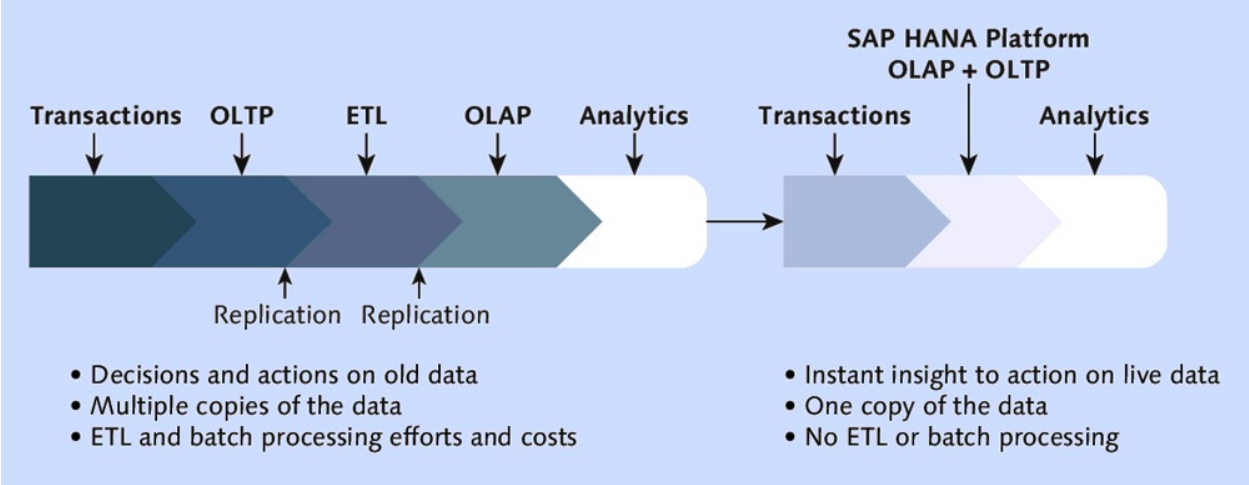 SAP HANA Platform
OLAP + OLTP
Transactions OLTP ETL OLAP Analytics Transactions Analytics
Replication Replication
• Decisions and actions on old data
• Multiple copies of the data
• ETL and batch processing efforts and costs
• Instant insight to action on live data
• One copy of the data
• No ETL or batch processing